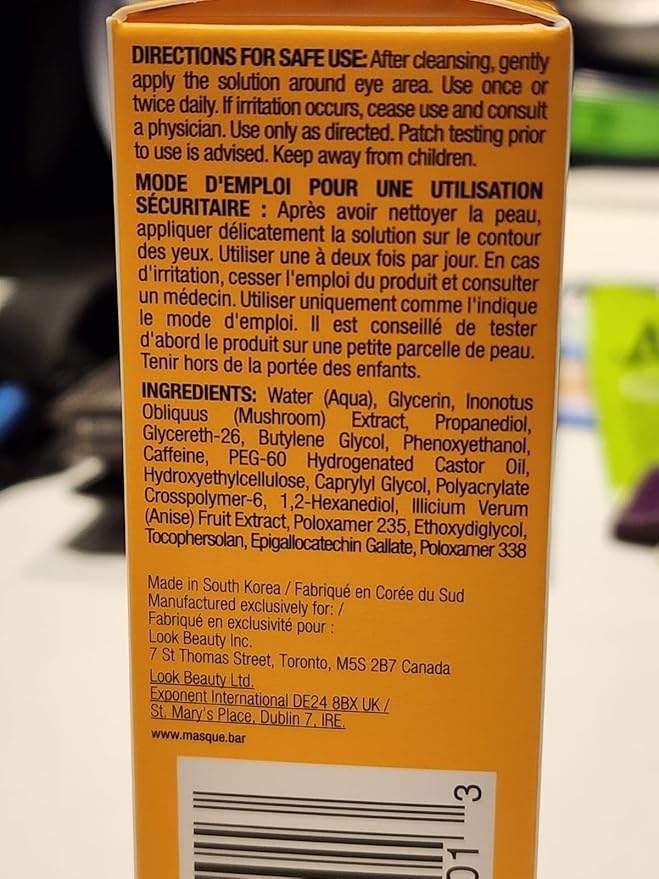 DIRECTIONS FOR SAFE USE: After cleansing, gently
apply the solution around eye area. Use once or
twice daily. If irritation occurs, cease use and consult
a physician. Use only as directed. Patch testing prior
to use is advised. Keep away from children.
MODE D'EMPLOI POUR UNE UTILISATION
SÉCURITAIRE : Après avoir nettoyer la peau,
appliquer délicatement la solution sur le contour
des yeux. Utiliser une à deux fois par jour. En cas
d'irritation, cesser l'emploi du produit et consulter
un médecin. Utiliser uniquement comme l'indique
le mode d'emploi. Il est conseillé de tester
d'abord le produit sur une petite parcelle de peau.
Tenir hors de la portée des enfants.
INGREDIENTS: Water (Aqua), Glycerin, Inonotus
Obliquus (Mushroom) Extract, Propanediol,
Glycereth-26, Butylene Glycol, Phenoxyethanol,
Caffeine, PEG-60 Hydrogenated Castor Oil,
Hydroxyethylcellulose, Caprylyl Glycol, Polyacrylate
Crosspolymer-6, 1,2-Hexanediol, Illicium Verum
(Anise) Fruit Extract, Poloxamer 235, Ethoxydiglycol,
Tocophersolan, Epigallocatechin Gallate, Poloxamer 338
Made in South Korea / Fabriqué en Corée du Sud
Manufactured exclusively for: /
Fabriqué en exclusivité pour :
Look Beauty Inc.
7 St Thomas Street, Toronto, M5S 2B7 Canada
Look Beauty Ltd.
Exponent International DE24 8BX UK /
St. Mary's Place, Dublin 7, IRE.
www.masque.bar
01 3